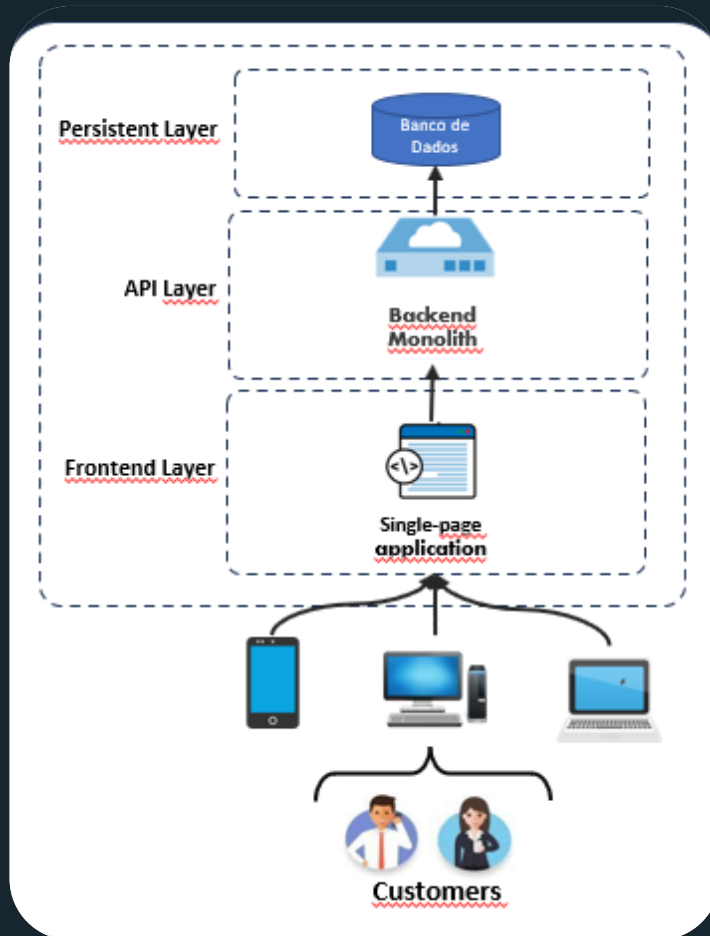 Persistent Layer
Banco de
Dados
API Layer
Backend
Monolith
Frontend Layer
<\>
Single-page
application
Customers